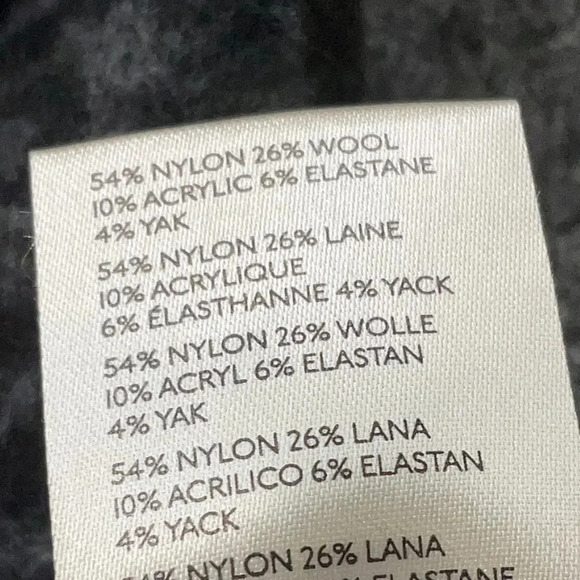 54% NYLON 26% WOOL
10% ACRYLIC 6% ELASTANE
4% YAK
54% NYLON 26% LAINE
10% ACRYLIQUE
6% ÉLASTHANNE 4% YACK
54% NYLON 26% WOLLE
10% ACRYL 6% ELASTAN
4% YAK
54% NYLON 26% LANA
10% ACRILICO 6% ELASTAN
4% YACK
54% NYLON 26% LANA
ELASTANE